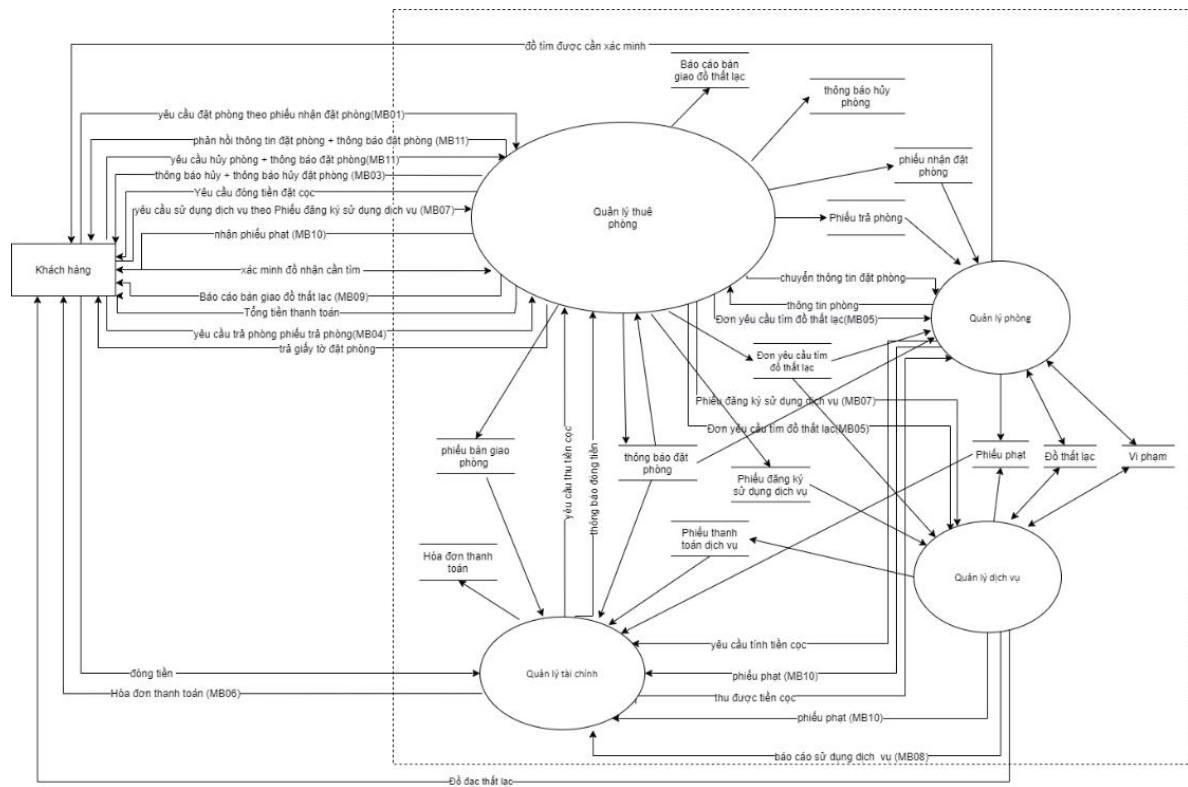 đồ tìm được cần xác minh
Báo cáo bàn
giao đồ thất lạc
thông báo hủy
phòng
yêu cầu đặt phòng theo phiếu nhận đặt phòng(MB01)
phản hồi thông tin đặt phòng + thông báo đặt phòng (MB11)
yêu cầu hủy phòng + thông báo đặt phòng(MB11)
thông báo hủy + thông báo hủy đặt phòng (MB03)
Yêu cầu đóng tiền đặt cọc
yêu cầu sử dụng dịch vụ theo Phiếu đăng ký sử dụng dịch vụ (MB07)
phiếu nhận đặt
phòng
Quản lý thuê
phòng
Phiếu trả phòng
nhận phiếu phạt (MB10)
Khách hàng
xác minh đồ nhận cần tìm
chuyển thông tin đặt phòng
Báo cáo bàn giao đồ thất lạc (MB09)
thông tin phòng
Tổng tiền thanh toán
Đơn yêu cầu tìm đồ thất lạc(MB05)
Quản lý phòng
yêu cầu trả phòng phiếu trả phòng(MB04)
trả giấy tờ đặt phòng
Đơn yêu cầu tìm
đồ thất lạc
Phiếu đăng ký sử dụng dịch vụ (MB07)
Đơn yêu cầu tìm đồ thất lạc(MB05)
phiếu bàn giao
phòng
yêu cầu thu tiền cọc
thông báo đóng tiền
thông báo đặt
phòng
Phiếu đăng ký
sử dụng dịch vụ
Phiếu phạt
Đồ thất lạc
Vi phạm
Hóa đơn thanh
toán
Phiếu thanh
toán dịch vụ
Quản lý dịch vụ
yêu cầu tính tiền cọc
đóng tiền
Quản lý tài chính
phiếu phạt (MB10)
Hóa đơn thanh toán (MB06)
thu được tiền cọc
phiếu phạt (MB10)
báo cáo sử dụng dịch vụ (MB08)
Đồ đạc thất lạc